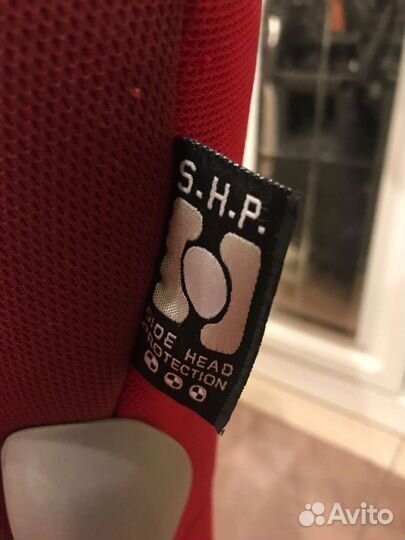 S.H.P.
SIDE HEAD
PROTECTION
Avito